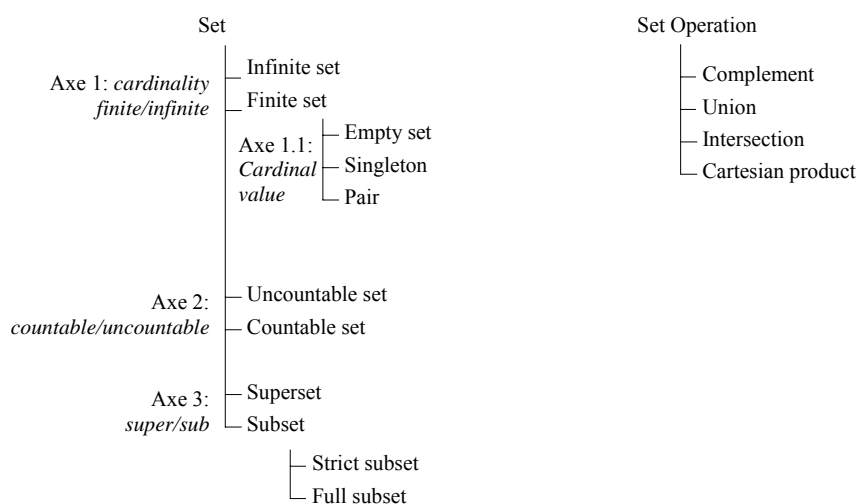 Set
Axe 1: cardinality
finite/infinite
Infinite set
Finite set
Axe 1.1:
Cardinal
value
Empty set
Singleton
Pair
Axe 2:
countable/uncountable
Uncountable set
Countable set
Axe 3:
super/sub
Superset
Subset
Strict subset
Full subset
Set Operation
Complement
Union
Intersection
Cartesian product